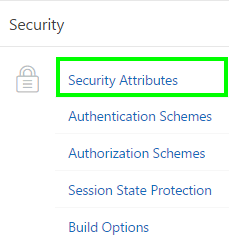 Security
Security Attributes
Authentication Schemes
Authorization Schemes
Session State Protection
Build Options